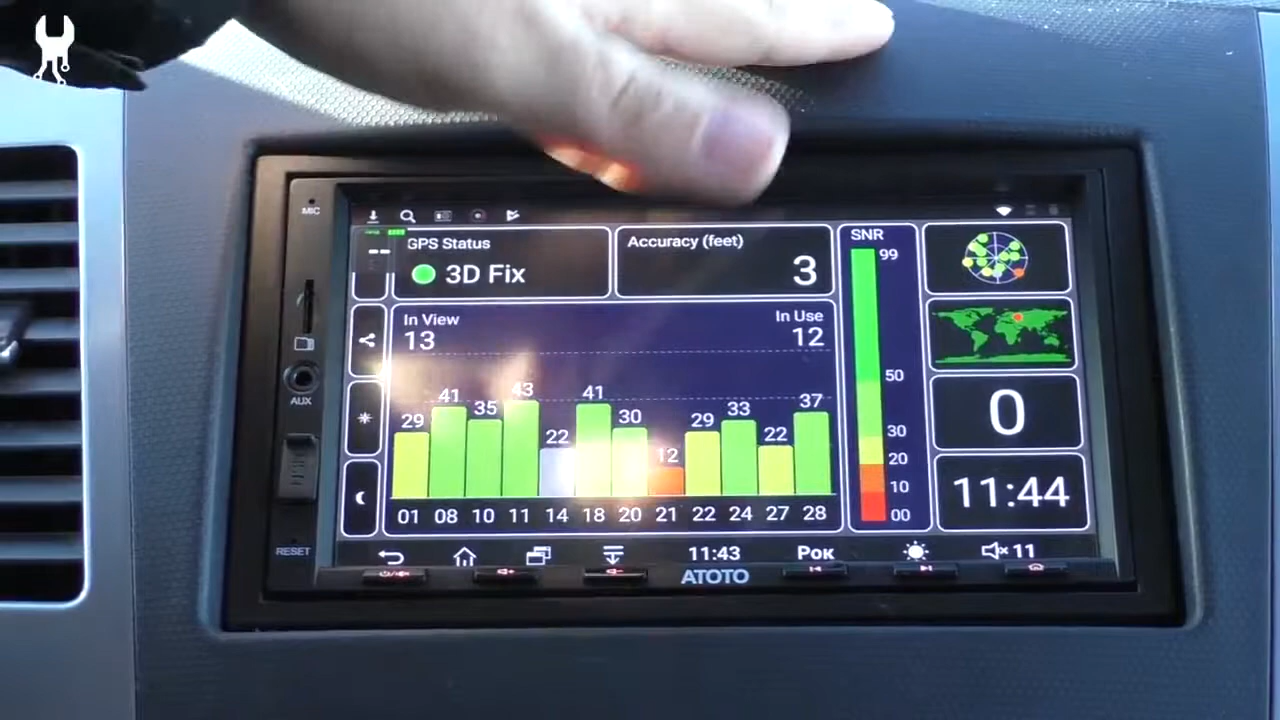 MIC
GPS Status
3D Fix
Accuracy (feet)
3
SNR
99
50
30
20
10
00
In View
13
In Use
12
29 41 35 43 22 41 30 12 29 33 22 37
01 08 10 11 14 18 20 21 22 24 27 28
0
11:44
AUX
RESET
11:43
Рок
11
ATOTO